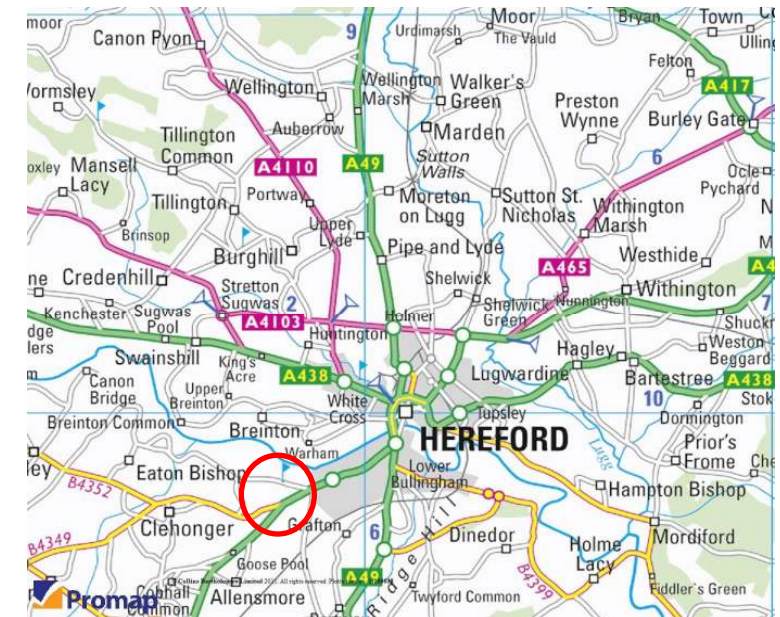 moor
Canon Pyon
9
Urdimarsh
Moor
The Vauld
Bryan
Town
Felton
Wormsley
Wellington
Wellington
Marsh
Walker's
Green
A417
Preston
Wynne
Burley Gate
Auberrow
Marden
Tillington
Common
Sutton
Walls
6
Mansell
Lacy
A4110
A49
Ocle
Pychard
Tillington
Portway
Moreton
on Lugg
Sutton St.
Nicholas
Withington
Marsh
Brinsop
Upper
Lyde
Burghill
Pipe and Lyde
Westhide
Credenhill
Stretton
Sugwas
Shelwick
A465
Withington
Kenchester
Sugwas
Pool
2
A4103
Huntington
Holmer
Shelwick
Green
Nunnington
7
Swainshill
King's
Acre
A438
Hagley
Weston
Beggard
Lugwardine
Canon
Bridge
Upper
Breinton
White
Cross
Bartestree
A438
Breinton Common
Breinton
Tupsley
10
Dormington
HEREFORD
Warham
Lugg
Prior's
Frome
Eaton Bishop
Lower
Bullingham
Hampton Bishop
B4352
Clehonger
Grafton
6
Dinedor
Mordiford
B4349
Holme
Lacy
Goose Pool
A49
Ridge Hill
B4399
Fiddler's Green
Cobhall
Common
Allensmore
Twyford Common
Promap